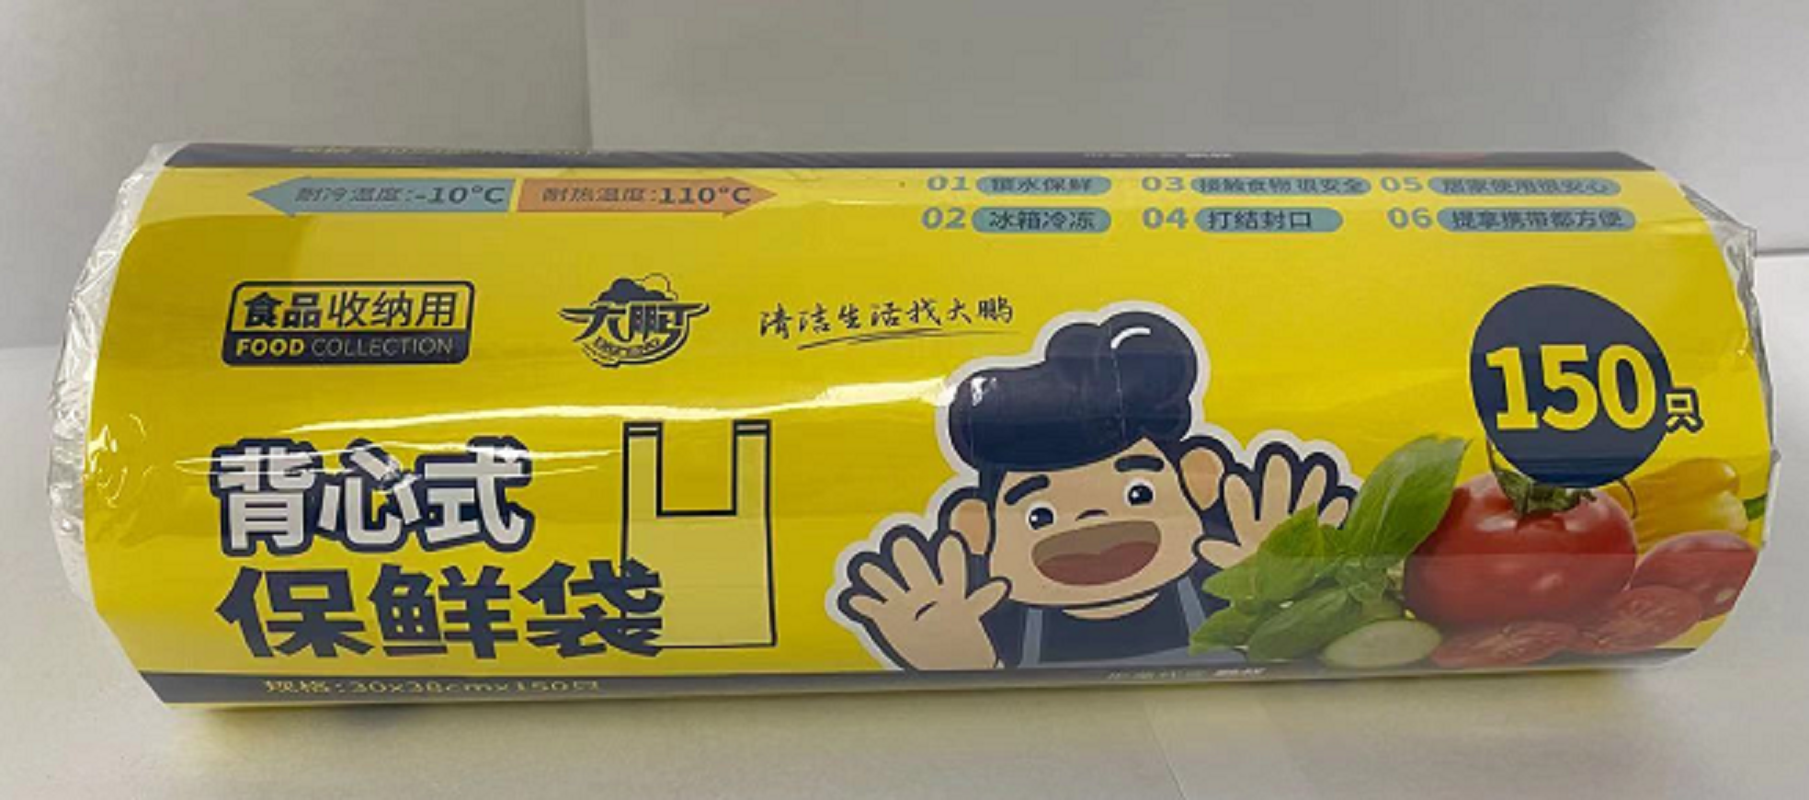 耐冷温度:-10°C 耐热温度:110°C
01 锁水保鲜 03 接触食物很安全 05 居家使用很安心
02 冰箱冷冻 04 打结封口 06 提拿携带都方便
食品收纳用
FOOD COLLECTION
大鹏
清洁生活找大鹏
150只
背心式
保鲜袋
规格:30x38cmx150只